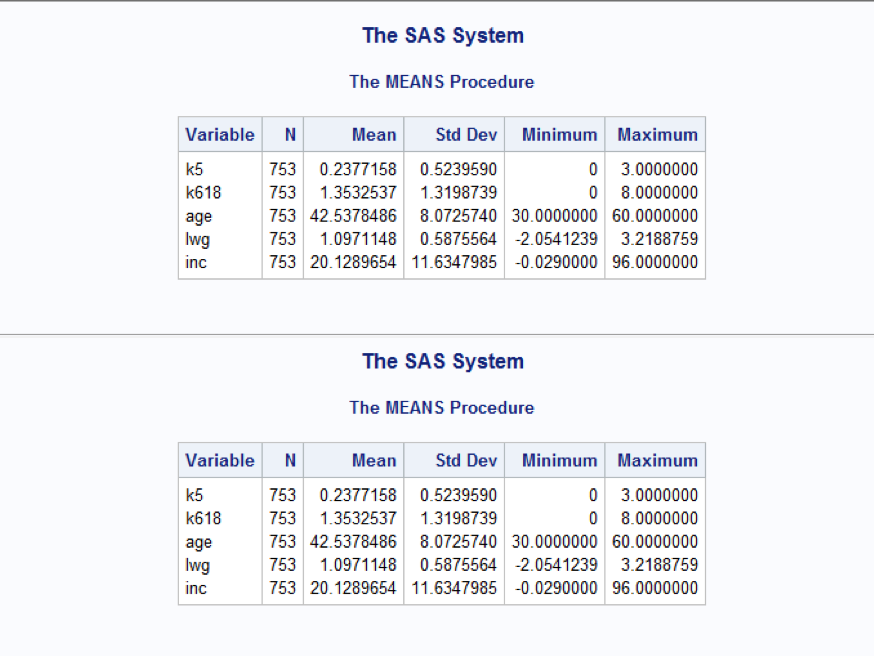 The SAS System
The MEANS Procedure
Variable N Mean Std Dev Minimum Maximum
k5 753 0.2377158 0.5239590 0 3.0000000
k618 753 1.3532537 1.3198739 0 8.0000000
age 753 42.5378486 8.0725740 30.0000000 60.0000000
lwg 753 1.0971148 0.5875564 -2.0541239 3.2188759
inc 753 20.1289654 11.6347985 -0.0290000 96.0000000
The SAS System
The MEANS Procedure
Variable N Mean Std Dev Minimum Maximum
k5 753 0.2377158 0.5239590 0 3.0000000
k618 753 1.3532537 1.3198739 0 8.0000000
age 753 42.5378486 8.0725740 30.0000000 60.0000000
lwg 753 1.0971148 0.5875564 -2.0541239 3.2188759
inc 753 20.1289654 11.6347985 -0.0290000 96.0000000